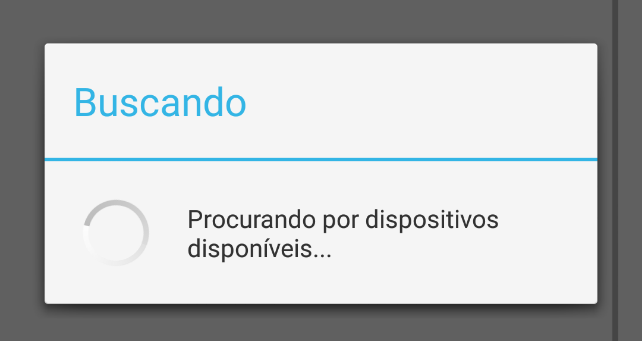 Buscando
Procurando por dispositivos
disponíveis...